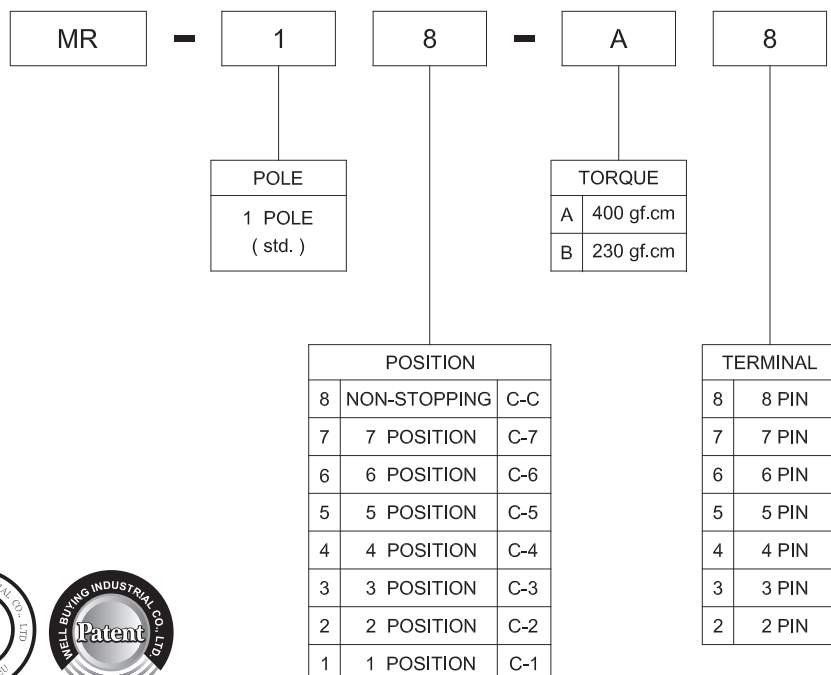 MR - 1 8 - A 8
POLE
1 POLE
( std. )
TORQUE
A 400 gf.cm
B 230 gf.cm
POSITION
8 NON-STOPPING C-C
7 7 POSITION C-7
6 6 POSITION C-6
5 5 POSITION C-5
4 4 POSITION C-4
3 3 POSITION C-3
2 2 POSITION C-2
1 1 POSITION C-1
TERMINAL
8 8 PIN
7 7 PIN
6 6 PIN
5 5 PIN
4 4 PIN
3 3 PIN
2 2 PIN
CO., LTD
WELL BUYING INDUSTRIAL CO., LTD.
Patent